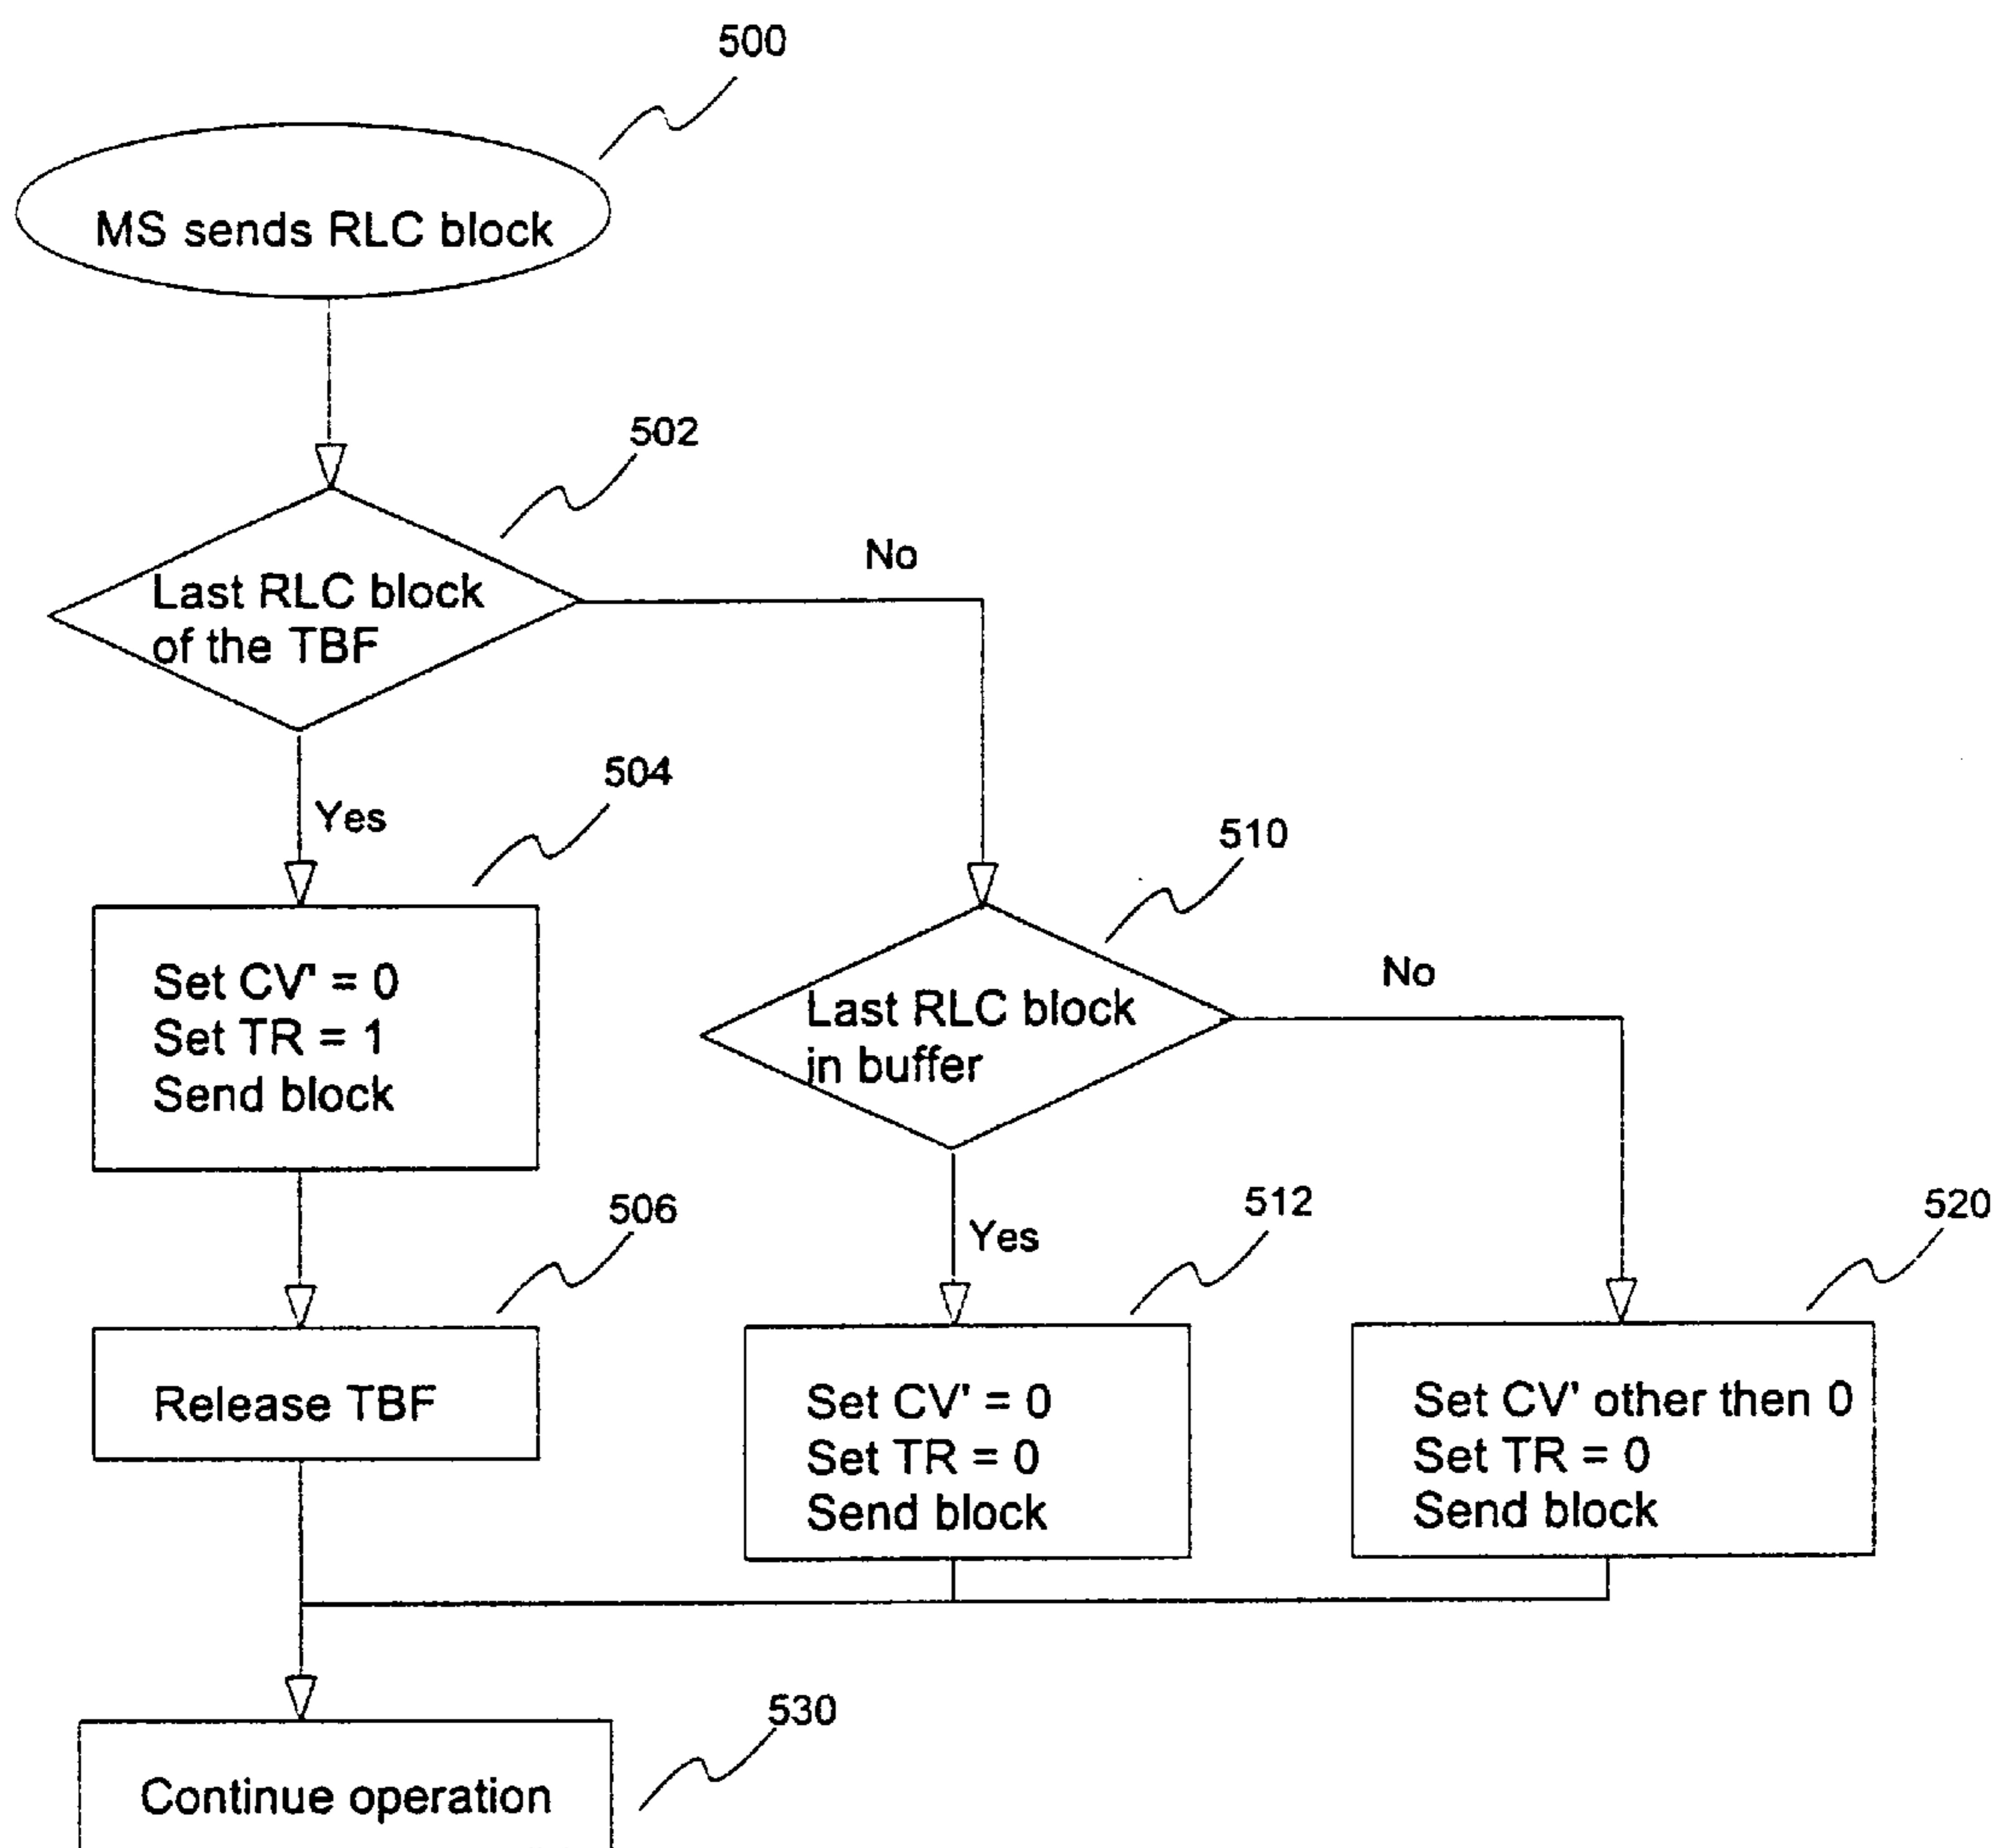 500
MS sends RLC block
502
Last RLC block
of the TBF
No
Yes
504
Set CV' = 0
Set TR = 1
Send block
510
Last RLC block
in buffer
No
Yes
506
Release TBF
512
Set CV' = 0
Set TR = 0
Send block
520
Set CV' other then 0
Set TR = 0
Send block
530
Continue operation